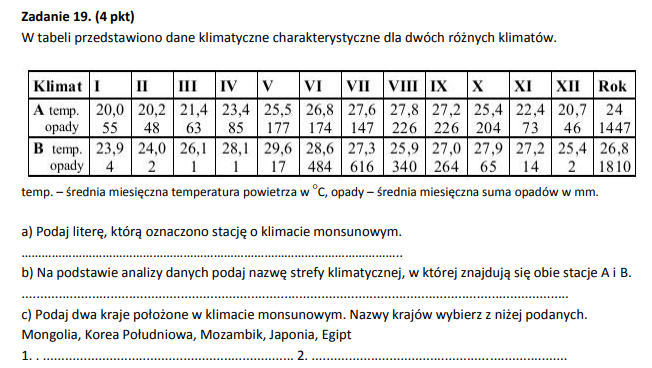 Zadanie 19. (4 pkt)
W tabeli przedstawiono dane klimatyczne charakterystyczne dla dwóch różnych klimatów.
Klimat I II III IV V VI VII VIII IX X XI XII Rok
A temp. 20,0 20,2 21,4 23,4 25,5 26,8 27,6 27,8 27,2 25,4 22,4 20,7 24
opady 55 48 63 85 177 174 147 226 226 204 73 46 1447
B temp. 23,9 24,0 26,1 28,1 29,6 28,6 27,3 25,9 27,0 27,9 27,2 25,4 26,8
opady 4 2 1 1 17 484 616 340 264 65 14 2 1810
temp. – średnia miesięczna temperatura powietrza w °C, opady – średnia miesięczna suma opadów w mm.
a) Podaj literę, którą oznaczono stację o klimacie monsunowym.
b) Na podstawie analizy danych podaj nazwę strefy klimatycznej, w której znajdują się obie stacje A i B.
c) Podaj dwa kraje położone w klimacie monsunowym. Nazwy krajów wybierz z niżej podanych.
Mongolia, Korea Południowa, Mozambik, Japonia, Egipt
1. . .................................................................. 2. ..................................................................